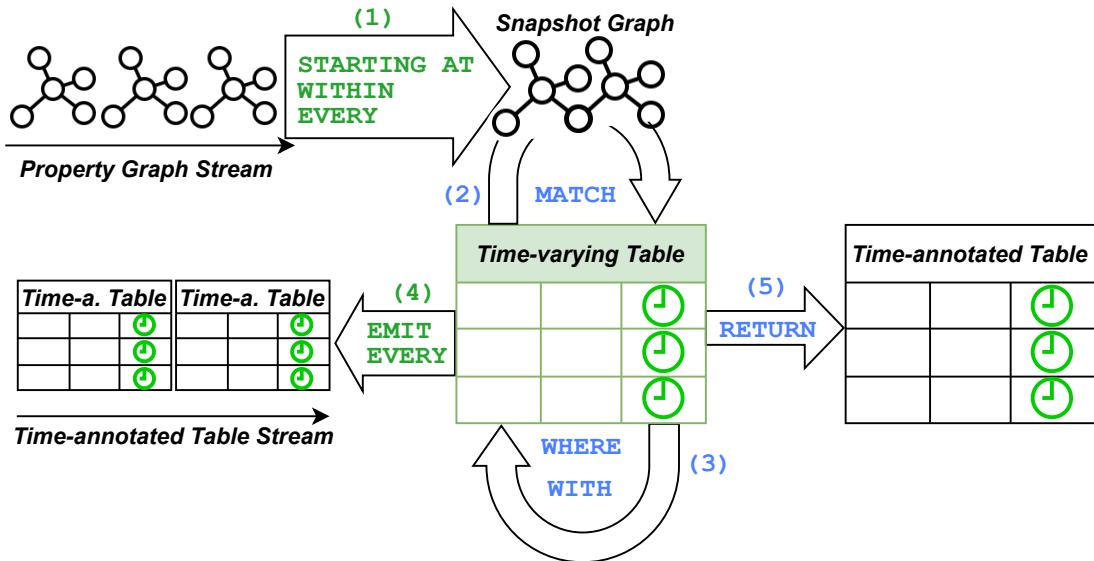 (1)
Snapshot Graph
STARTING AT
WITHIN
EVERY
Property Graph Stream
(2)
MATCH
Time-varying Table
Time-annotated Table
Time-a. Table
Time-a. Table
(4)
EMIT
EVERY
(5)
RETURN
Time-annotated Table Stream
WHERE
WITH
(3)